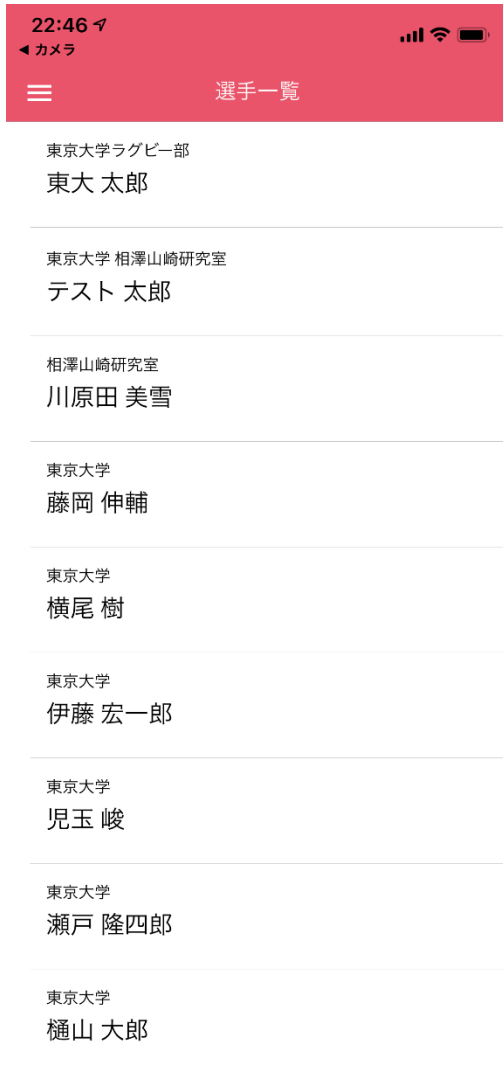 22:46
◀ カメラ
選手一覧
東京大学ラグビー部
東大 太郎
東京大学 相澤山崎研究室
テスト 太郎
相澤山崎研究室
川原田 美雪
東京大学
藤岡 伸輔
東京大学
横尾 樹
東京大学
伊藤 宏一郎
東京大学
児玉 峻
東京大学
瀬戸 隆四郎
東京大学
樋山 大郎